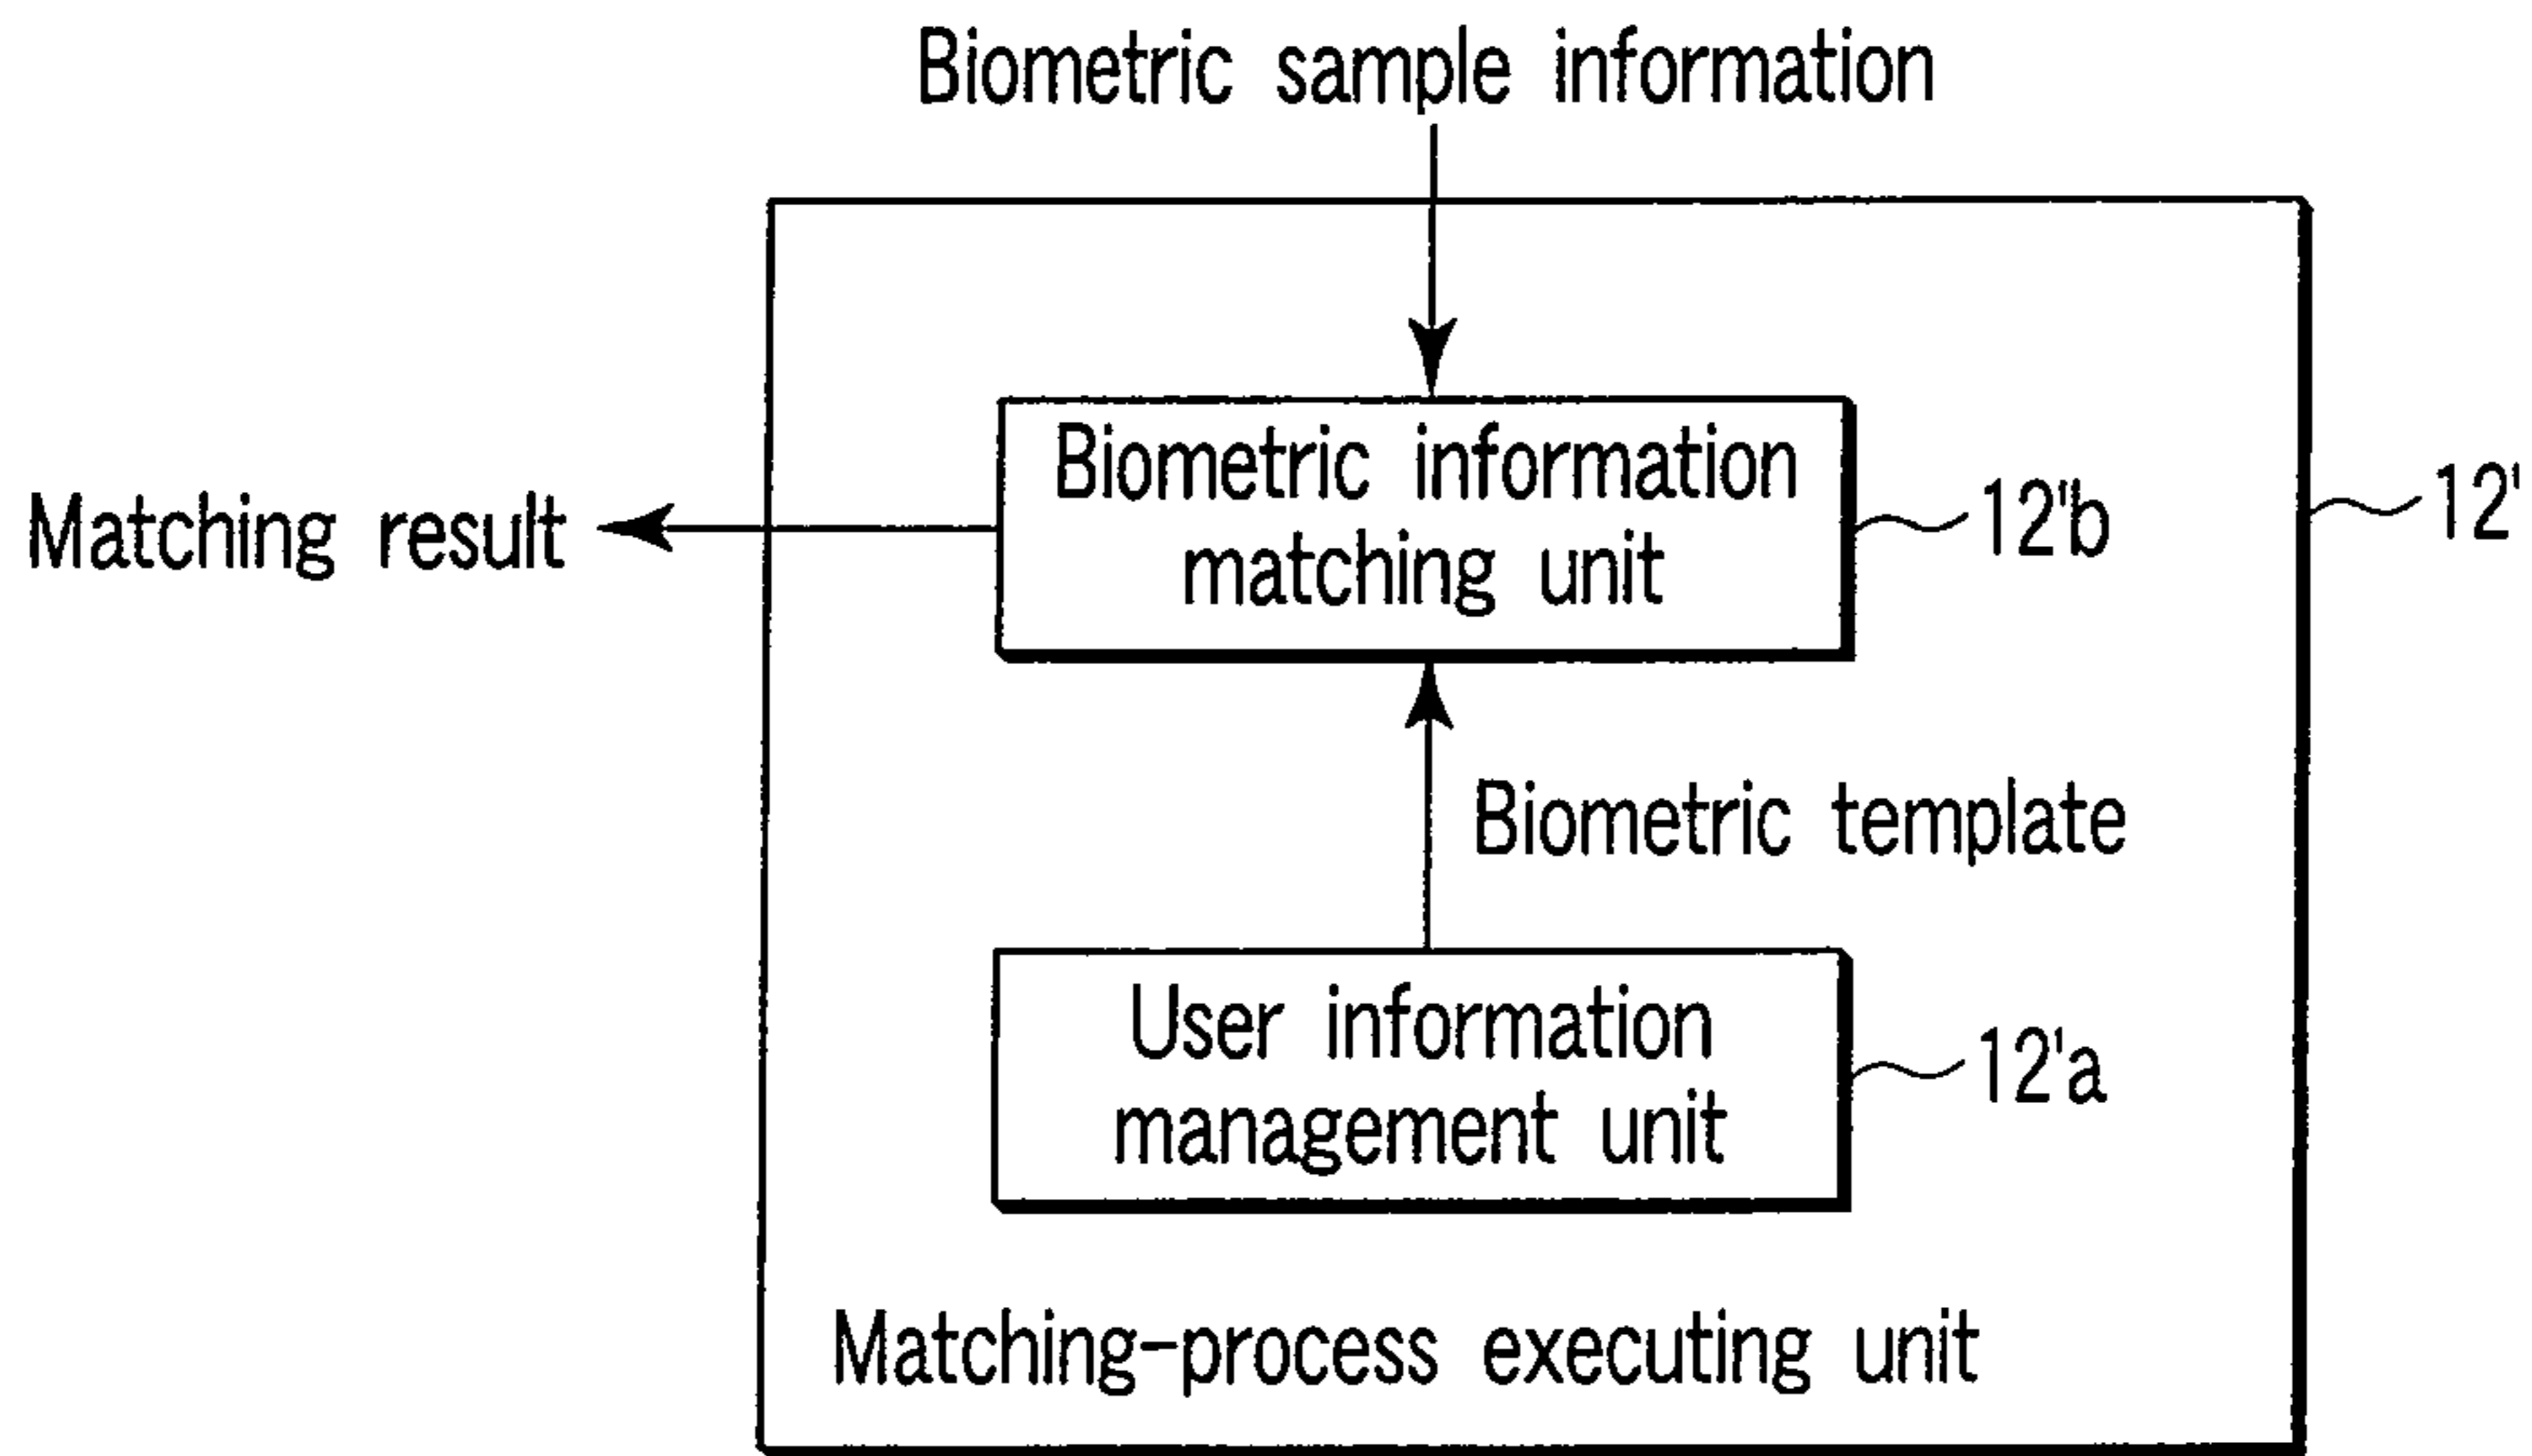 Biometric sample information
Biometric information
matching unit
12'b
12'
Matching result
Biometric template
User information
management unit
12'a
Matching-process executing unit